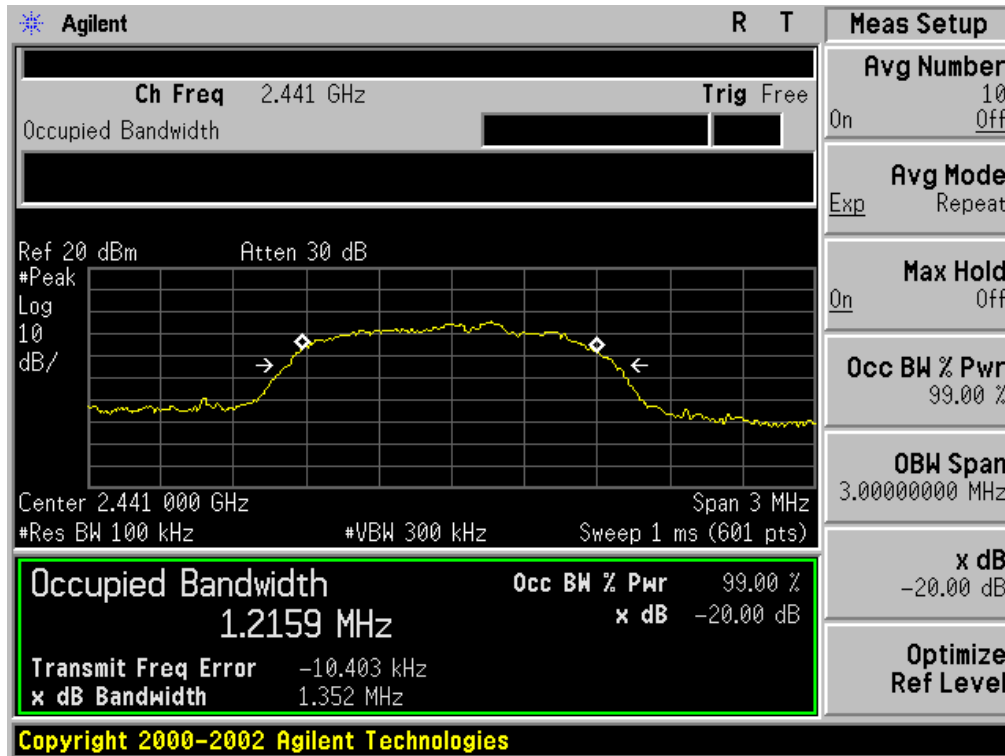 Agilent R T
Ch Freq 2.441 GHz Trig Free
Occupied Bandwidth
Ref 20 dBm Atten 30 dB
#Peak
Log
10
dB/
Center 2.441 000 GHz Span 3 MHz
#Res BW 100 kHz #VBW 300 kHz Sweep 1 ms (601 pts)
Occupied Bandwidth
1.2159 MHz
Occ BW % Pwr 99.00 %
x dB -20.00 dB
Transmit Freq Error -10.403 kHz
x dB Bandwidth 1.352 MHz
Copyright 2000-2002 Agilent Technologies
Meas Setup
Avg Number
10
On Off
Avg Mode
Exp Repeat
Max Hold
On Off
Occ BW % Pwr
99.00 %
OBW Span
3.00000000 MHz
x dB
-20.00 dB
Optimize
Ref Level